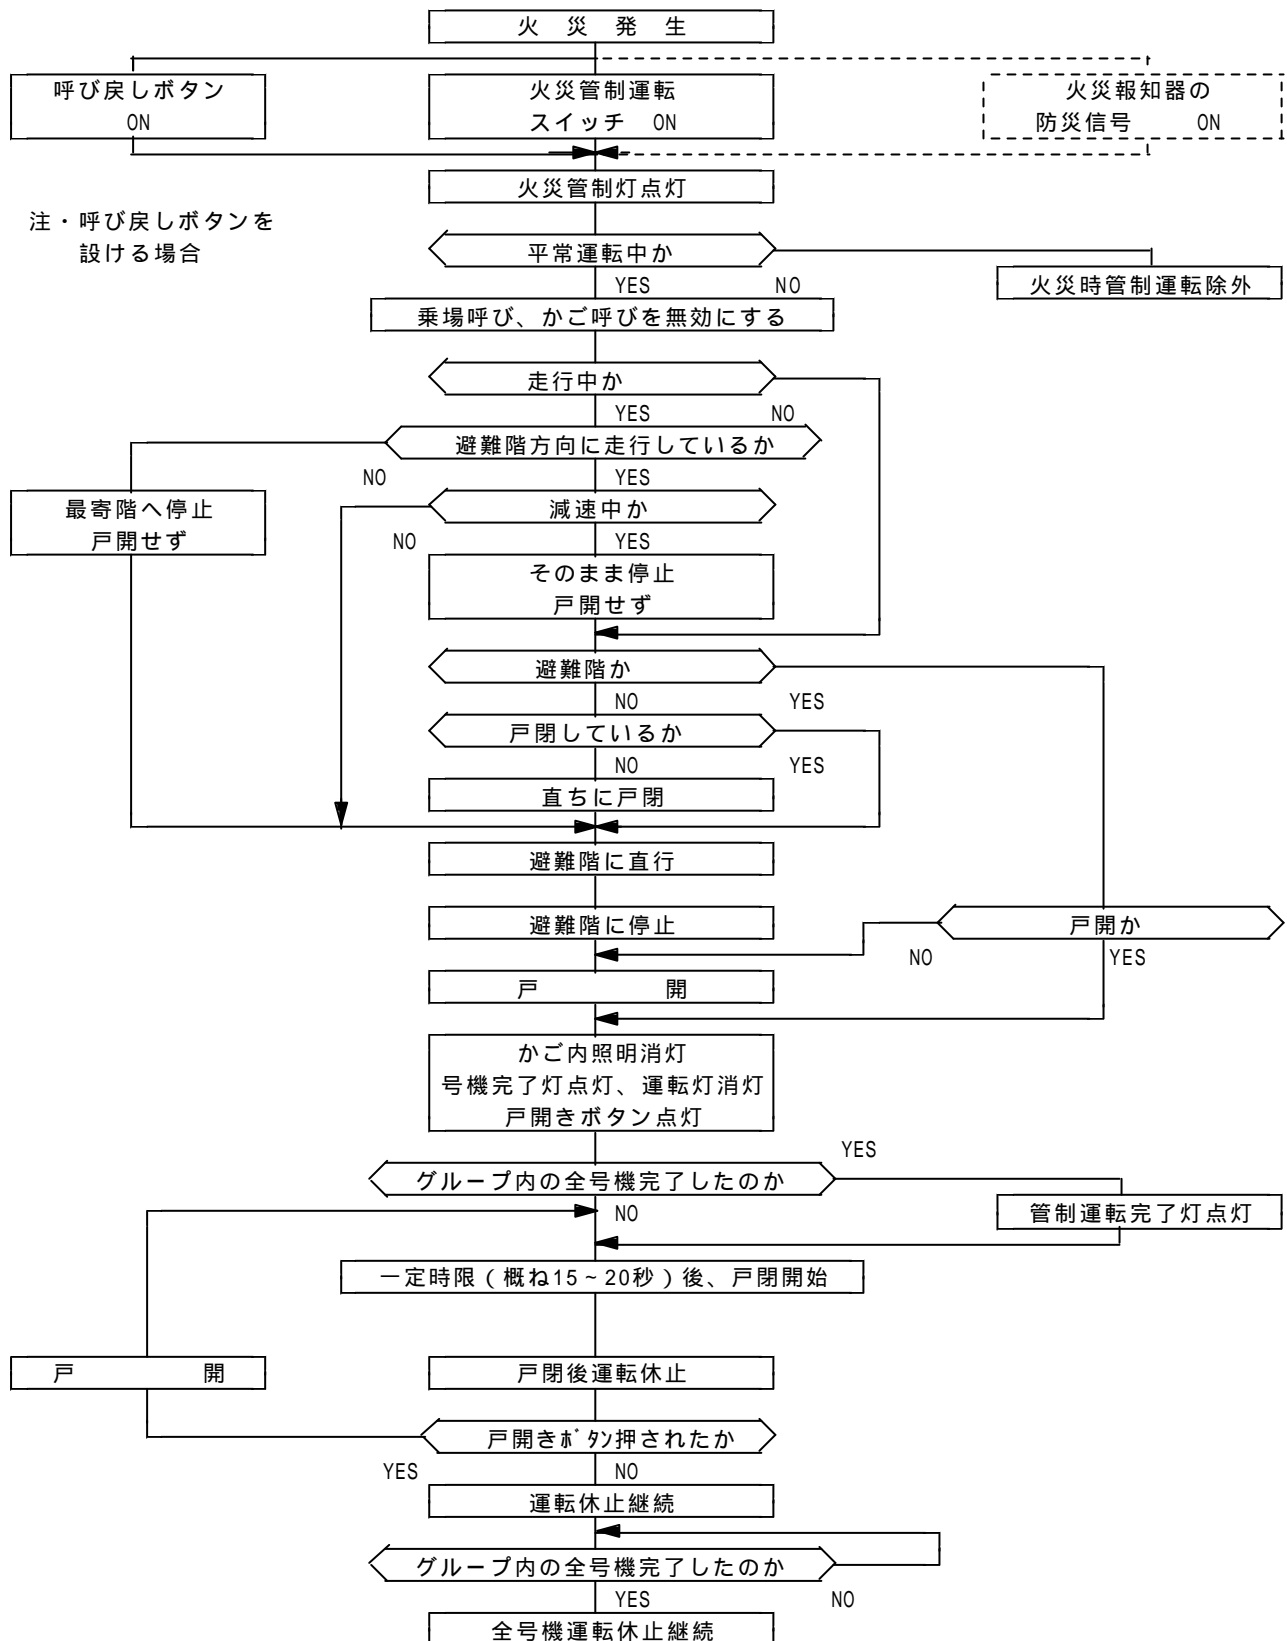 火 災 発 生
呼び戻しボタン
ON
火災管制運転
スイッチ ON
火災報知器の
防災信号 ON
火災管制灯点灯
注・呼び戻しボタンを
設ける場合
平常運転中か
YES NO
火災時管制運転除外
乗場呼び、かご呼びを無効にする
走行中か
YES NO
避難階方向に走行しているか
NO YES
最寄階へ停止
戸開せず
減速中か
NO YES
そのまま停止
戸開せず
避難階か
NO YES
戸閉しているか
NO YES
直ちに戸閉
避難階に直行
避難階に停止
戸開か
NO YES
戸 開
かご内照明消灯
号機完了灯点灯、運転灯消灯
戸開きボタン点灯
YES
グループ内の全号機完了したのか
NO
管制運転完了灯点灯
一定時限(概ね15~20秒)後、戸閉開始
戸 開
戸閉後運転休止
戸開きボタン押されたか
YES NO
運転休止継続
グループ内の全号機完了したのか
YES NO
全号機運転休止継続